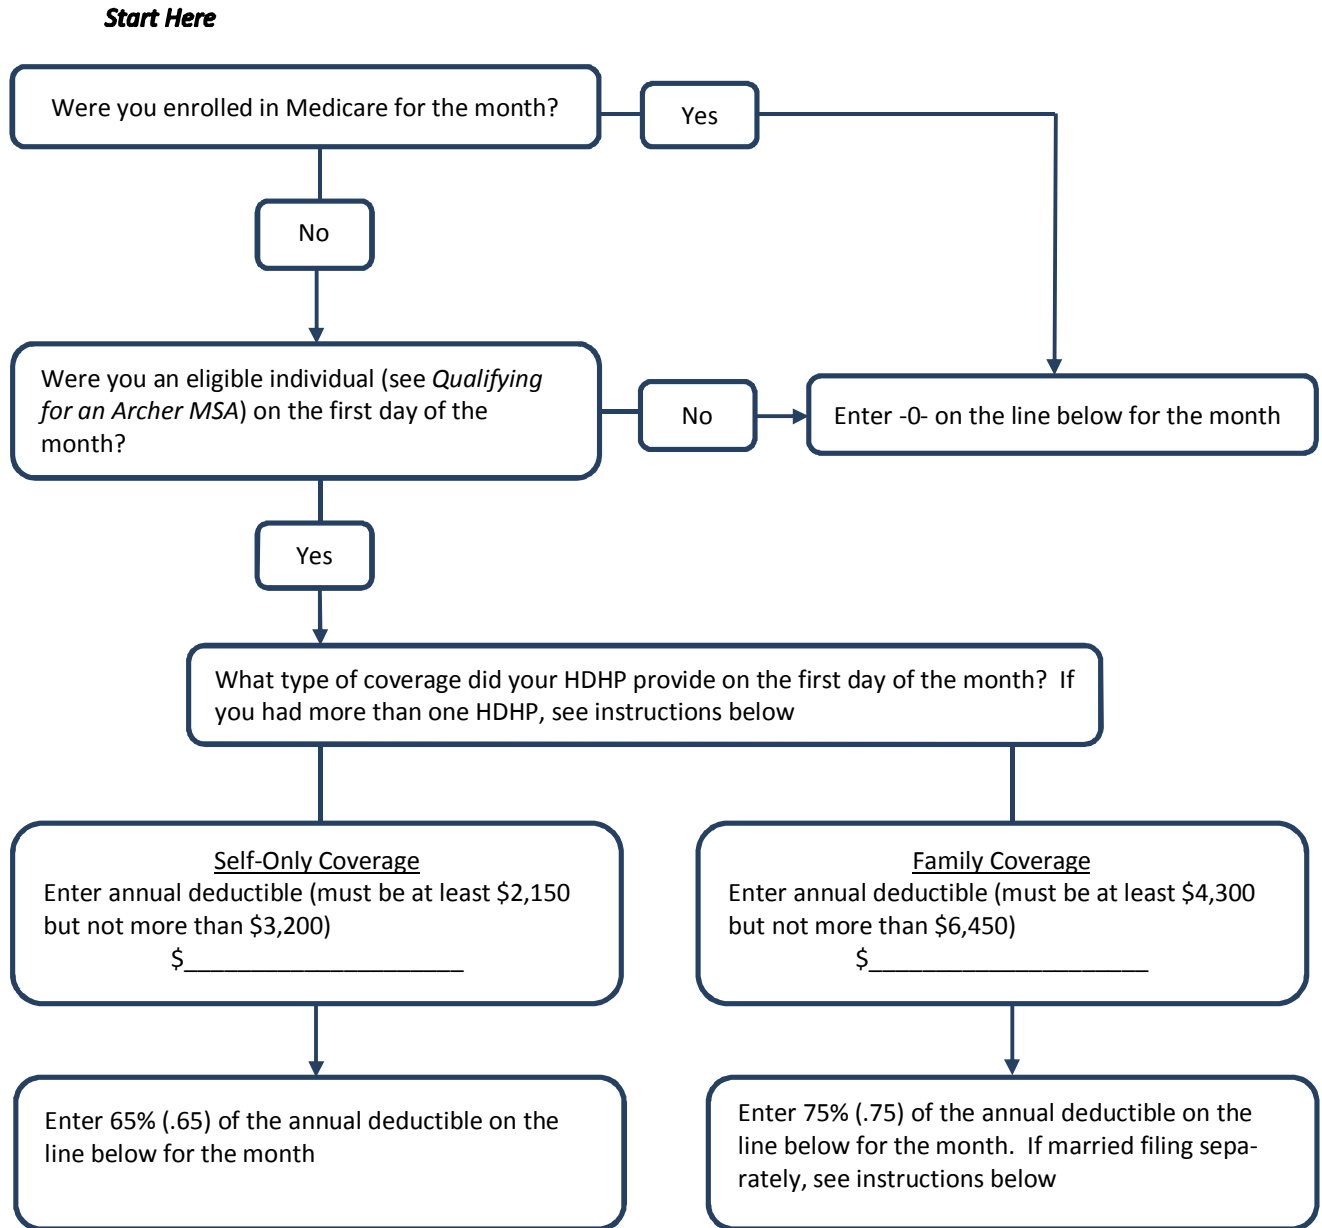 Start Here
Were you enrolled in Medicare for the month?
Yes
No
Were you an eligible individual (see Qualifying
for an Archer MSA) on the first day of the
month?
No
Enter -0- on the line below for the month
Yes
What type of coverage did your HDHP provide on the first day of the month?  If
you had more than one HDHP, see instructions below
Self-Only Coverage
Enter annual deductible (must be at least $2,150
but not more than $3,200)
$_____________________
Family Coverage
Enter annual deductible (must be at least $4,300
but not more than $6,450)
$_____________________
Enter 65% (.65) of the annual deductible on the
line below for the month
Enter 75% (.75) of the annual deductible on the
line below for the month.  If married filing sepa-
rately, see instructions below